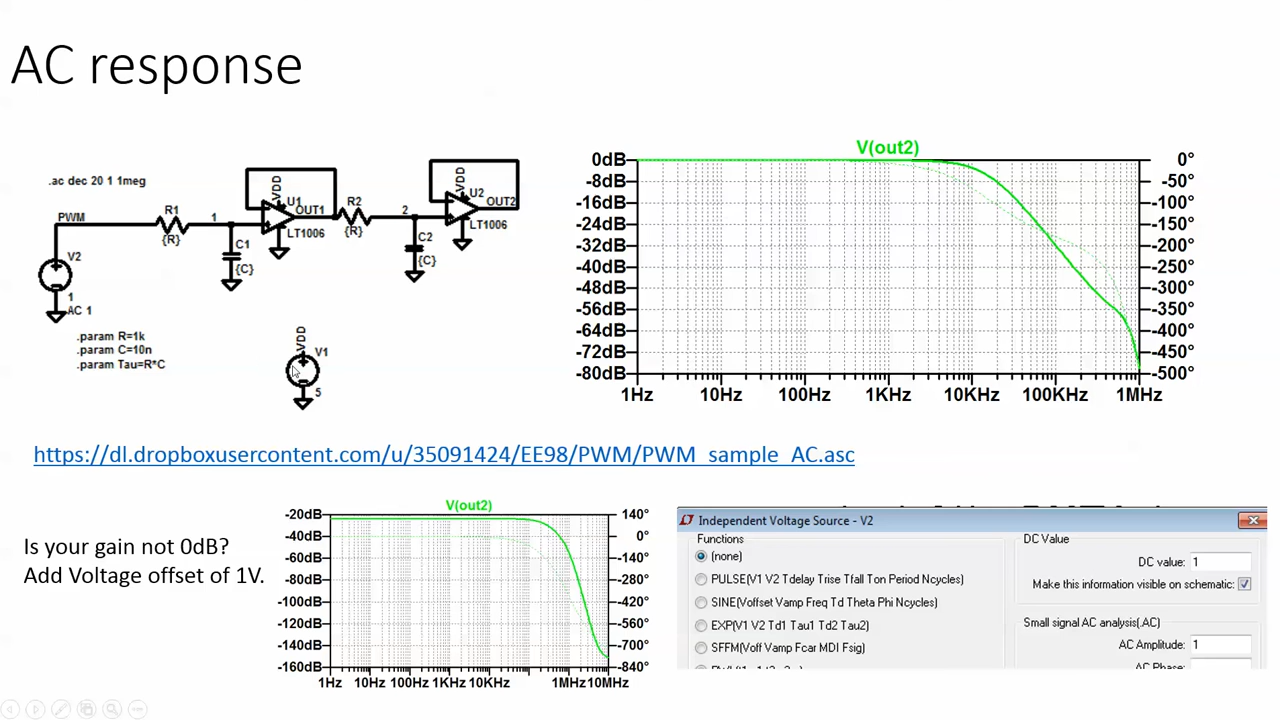 AC response
.ac dec 20 1 1meg
PWM
R1
{R}
1
C1
{C}
VDD
U1
OUT1
LT1006
R2
{R}
2
C2
{C}
VDD
U2
OUT2
LT1006
V2
1
AC 1
.param R=1k
.param C=10n
.param Tau=R*C
VDD
V1
5
V(out2)
0dB
-8dB
-16dB
-24dB
-32dB
-40dB
-48dB
-56dB
-64dB
-72dB
-80dB
0°
-50°
-100°
-150°
-200°
-250°
-300°
-350°
-400°
-450°
-500°
1Hz 10Hz 100Hz 1KHz 10KHz 100KHz 1MHz
https://dl.dropboxusercontent.com/u/35091424/EE98/PWM/PWM_sample_AC.asc
Is your gain not 0dB?
Add Voltage offset of 1V.
V(out2)
-20dB
-40dB
-60dB
-80dB
-100dB
-120dB
-140dB
-160dB
140°
0°
-140°
-280°
-420°
-560°
-700°
-840°
1Hz 10Hz 100Hz 1KHz 10KHz 1MHz 10MHz
Independent Voltage Source - V2
Functions
(none)
PULSE(V1 V2 Tdelay Trise Tfall Ton Period Ncycles)
SINE(Voffset Vamp Freq Td Theta Phi Ncycles)
EXP(V1 V2 Td1 Tau1 Td2 Tau2)
SFFM(Voff Vamp Fcar MDI Fsig)
DC Value
DC value: 1
Make this information visible on schematic:
Small signal AC analysis(.AC)
AC Amplitude: 1
AC Phase: